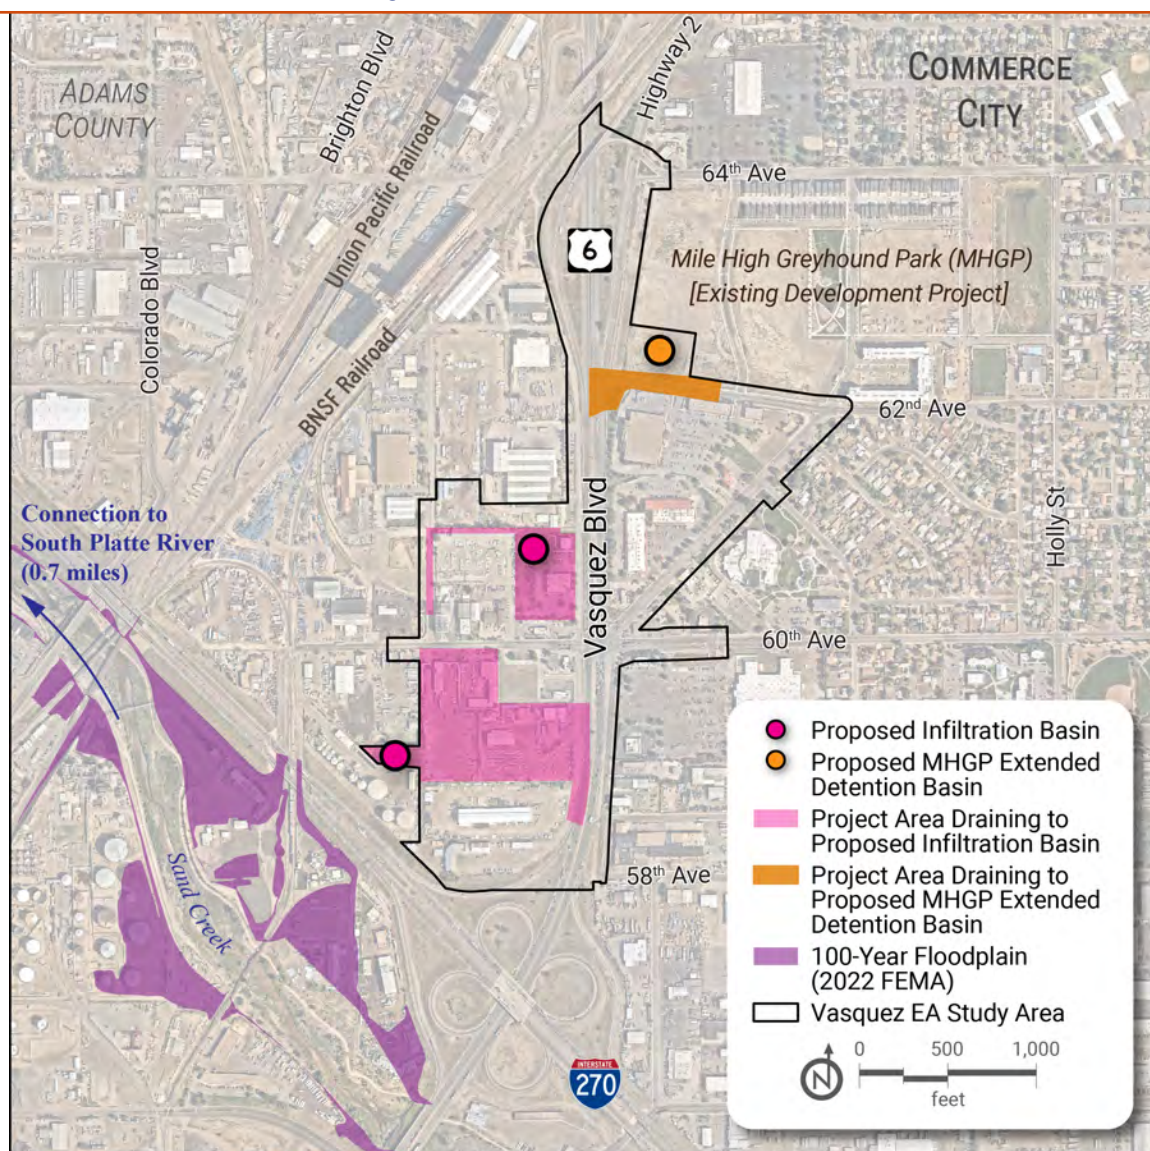 ADAMS
COUNTY
Brighton Blvd
Union Pacific Railroad
Highway 2
COMMERCE
CITY
64th Ave
6
Mile High Greyhound Park (MHGP)
[Existing Development Project]
Colorado Blvd
BNSF Railroad
62nd Ave
Vasquez Blvd
Holly St
Connection to
South Platte River
(0.7 miles)
60th Ave
58th Ave
Sand Creek
INTERSTATE
270
Proposed Infiltration Basin
Proposed MHGP Extended
Detention Basin
Project Area Draining to
Proposed Infiltration Basin
Project Area Draining to
Proposed MHGP Extended
Detention Basin
100-Year Floodplain
(2022 FEMA)
Vasquez EA Study Area
N
0 500 1,000
feet